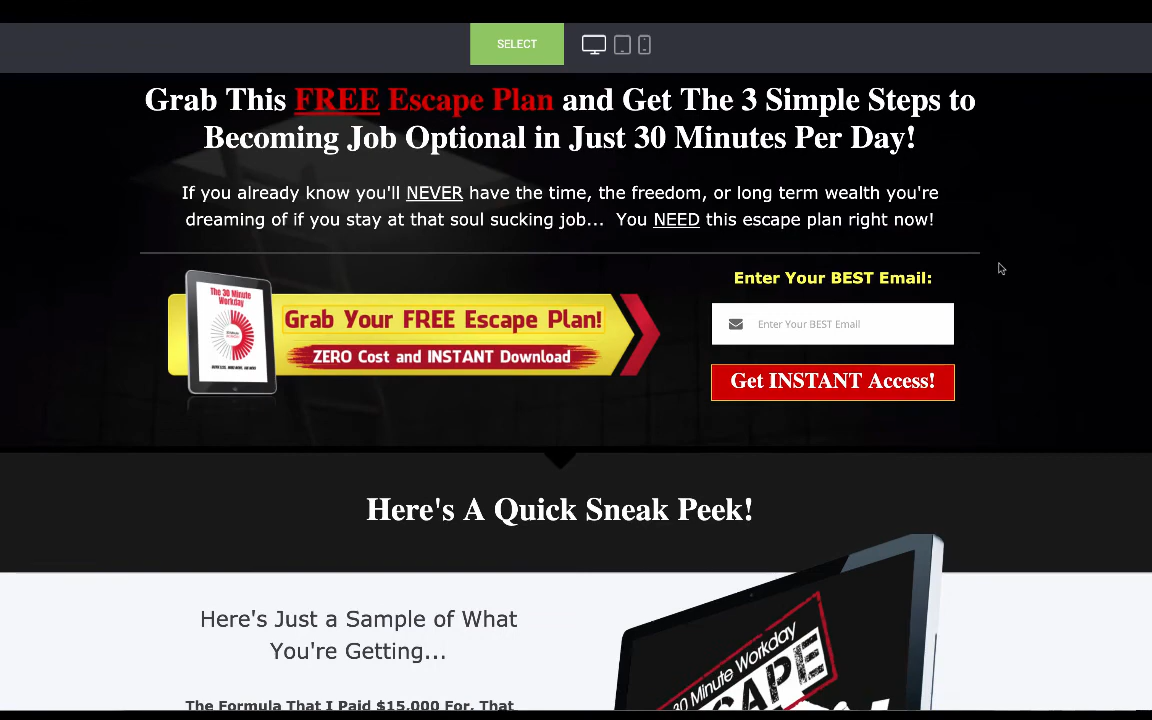 SELECT
Grab This FREE Escape Plan and Get The 3 Simple Steps to
Becoming Job Optional in Just 30 Minutes Per Day!
If you already know you'll NEVER have the time, the freedom, or long term wealth you're
dreaming of if you stay at that soul sucking job... You NEED this escape plan right now!
The 30 Minute
Workday
Grab Your FREE Escape Plan!
ZERO Cost and INSTANT Download
Enter Your BEST Email:
Enter Your BEST Email
Get INSTANT Access!
Here's A Quick Sneak Peek!
Here's Just a Sample of What
You're Getting...
The Formula That I Paid $15,000 For, That
30 Minute Workday